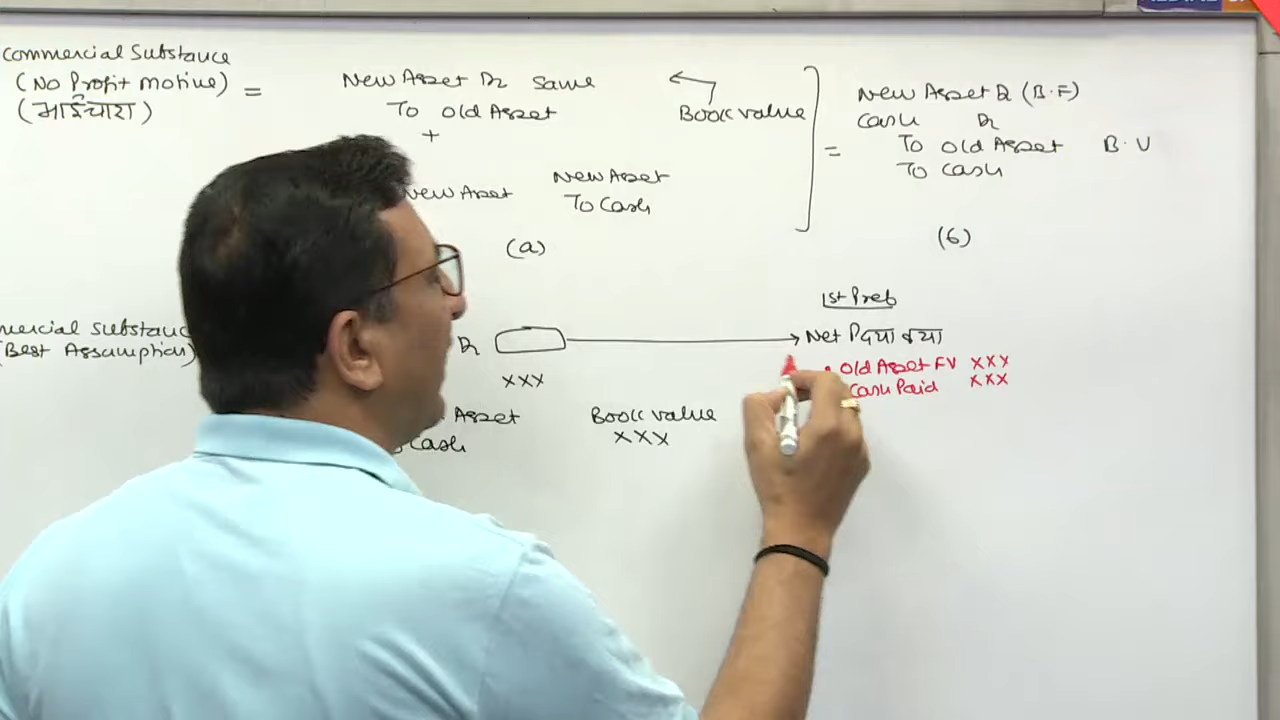 commercial Substance
(No Profit motive) =
(भाईचारा)
New Asset Dr same
To old Asset
+
Book value
New Asset
New Asset
To Cash
(a)
=
New Asset Dr (B.F)
Cash Dr
To old Asset B.V
To cash
(b)
1st Pref
mercial Substance
(Best Assumption)
Dr
XXX
Asset
Cash
Book value
XXX
Net
Old Asset FV XXX
Cash Paid XXX